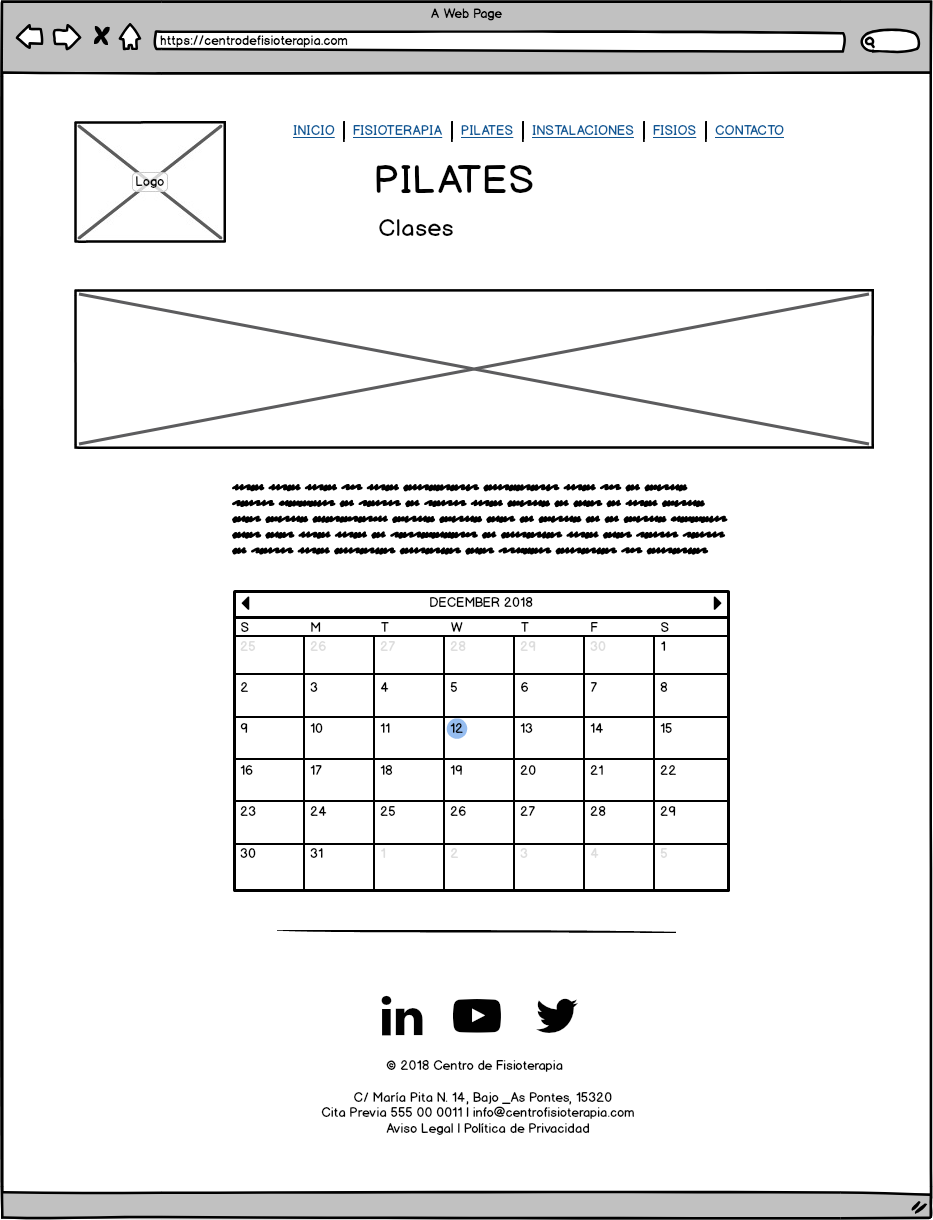 A Web Page
https://centrodefisioterapia.com
INICIO | FISIOTERAPIA | PILATES | INSTALACIONES | FISIOS | CONTACTO
Logo
PILATES
Clases
DECEMBER 2018
S M T W T F S
25 26 27 28 29 30 1
2 3 4 5 6 7 8
9 10 11 12 13 14 15
16 17 18 19 20 21 22
23 24 25 26 27 28 29
30 31 1 2 3 4 5
in
© 2018 Centro de Fisioterapia
C/ María Pita N. 14, Bajo _As Pontes, 15320
Cita Previa 555 00 0011 | info@centrofisioterapia.com
Aviso Legal | Política de Privacidad